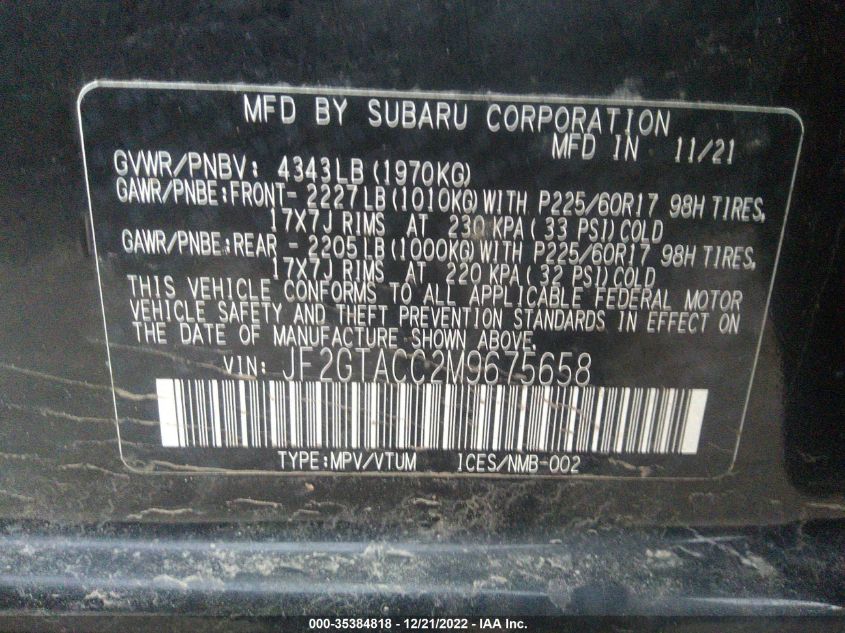 MFD BY SUBARU CORPORATION
MFD IN 11/21
GVWR/PNBV: 4343LB (1970KG)
GAWR/PNBE:FRONT- 2227 LB (1010KG) WITH P225/60R17 98H TIRES,
17X7J RIMS AT 230 KPA ( 33 PSI) COLD
GAWR/PNBE:REAR - 2205 LB (1000KG) WITH P225/60R17 98H TIRES,
17X7J RIMS AT 220 KPA ( 32 PSI) COLD
THIS VEHICLE CONFORMS TO ALL APPLICABLE FEDERAL MOTOR
VEHICLE SAFETY AND THEFT PREVENTION STANDARDS IN EFFECT ON
THE DATE OF MANUFACTURE SHOWN ABOVE.
VIN: JF2GTACC2M9675658
TYPE:MPV/VTUM ICES/NMB-002
000-35384818 - 12/21/2022 - IAA Inc.